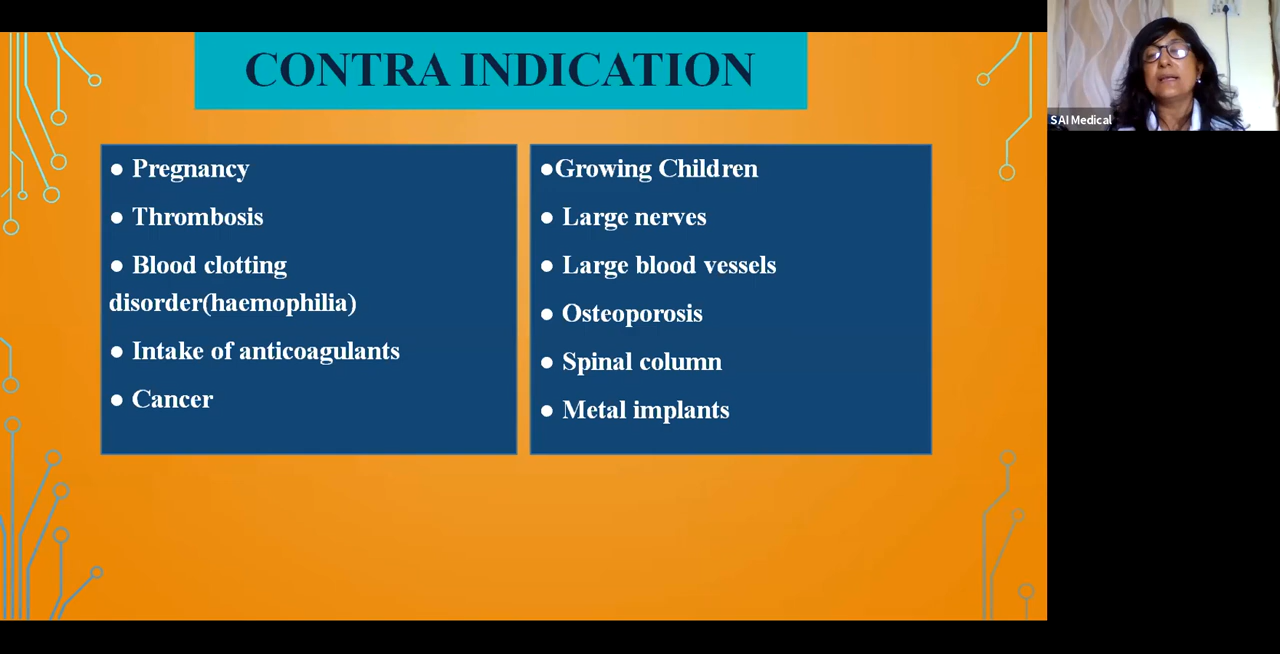 CONTRA INDICATION
● Pregnancy
● Thrombosis
● Blood clotting
disorder(haemophilia)
● Intake of anticoagulants
● Cancer
●Growing Children
● Large nerves
● Large blood vessels
● Osteoporosis
● Spinal column
● Metal implants
SAI Medical